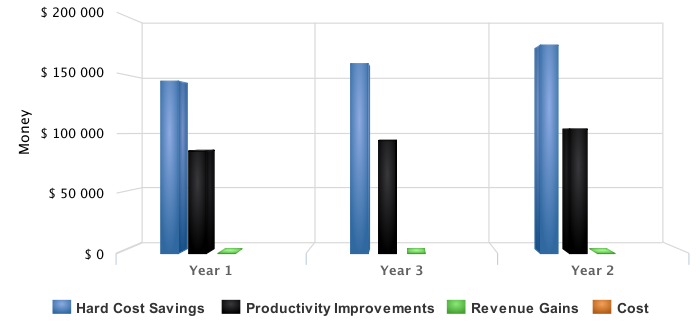 $ 200 000
$ 150 000
$ 100 000
$ 50 000
$ 0
Money
Year 1 Year 3 Year 2
Hard Cost Savings Productivity Improvements Revenue Gains Cost